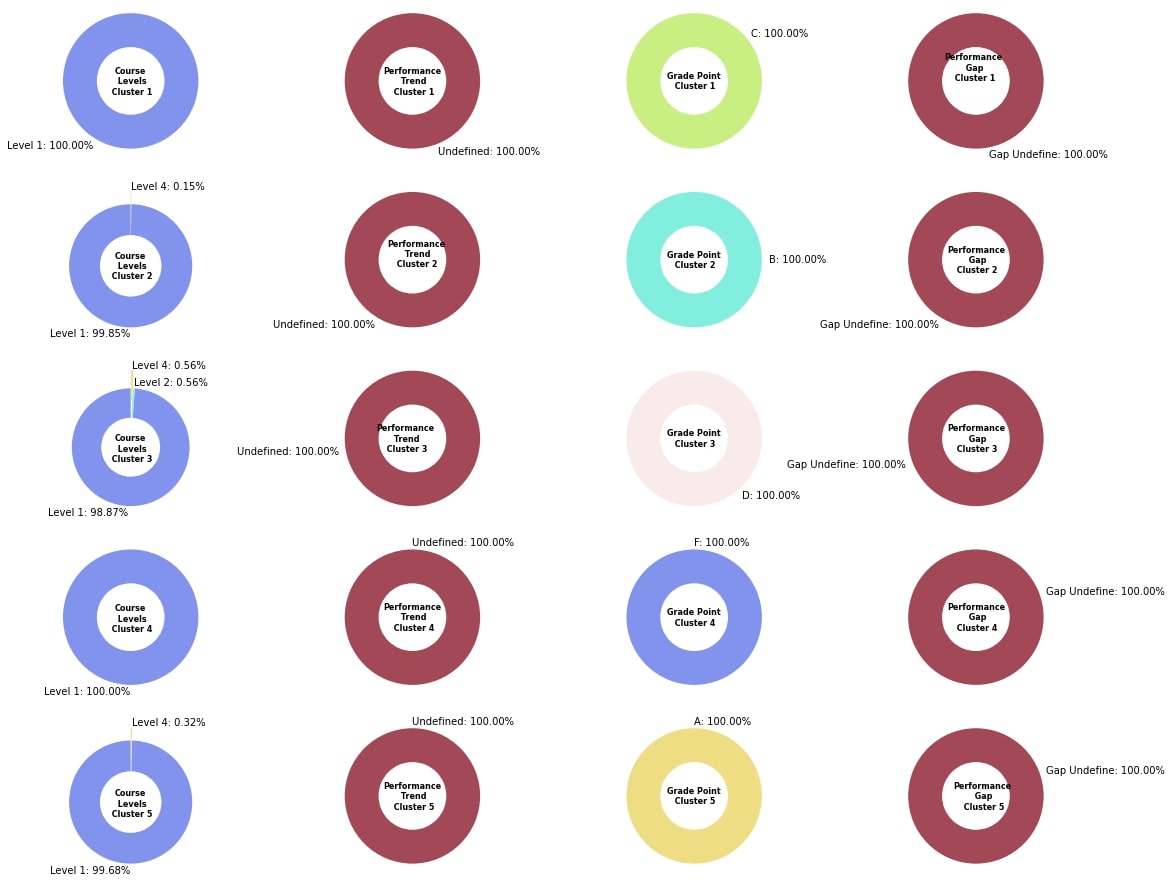 Course
Levels
Cluster 1
Level 1: 100.00%
Performance
Trend
Cluster 1
Undefined: 100.00%
Grade Point
Cluster 1
C: 100.00%
Performance
Gap
Cluster 1
Gap Undefine: 100.00%
Level 4: 0.15%
Course
Levels
Cluster 2
Level 1: 99.85%
Performance
Trend
Cluster 2
Undefined: 100.00%
Grade Point
Cluster 2
B: 100.00%
Performance
Gap
Cluster 2
Gap Undefine: 100.00%
Level 4: 0.56%
Level 2: 0.56%
Course
Levels
Cluster 3
Level 1: 98.87%
Performance
Trend
Cluster 3
Undefined: 100.00%
Grade Point
Cluster 3
D: 100.00%
Performance
Gap
Cluster 3
Gap Undefine: 100.00%
Course
Levels
Cluster 4
Level 1: 100.00%
Undefined: 100.00%
Performance
Trend
Cluster 4
F: 100.00%
Grade Point
Cluster 4
Performance
Gap
Cluster 4
Gap Undefine: 100.00%
Level 4: 0.32%
Course
Levels
Cluster 5
Level 1: 99.68%
Undefined: 100.00%
Performance
Trend
Cluster 5
A: 100.00%
Grade Point
Cluster 5
Performance
Gap
Cluster 5
Gap Undefine: 100.00%